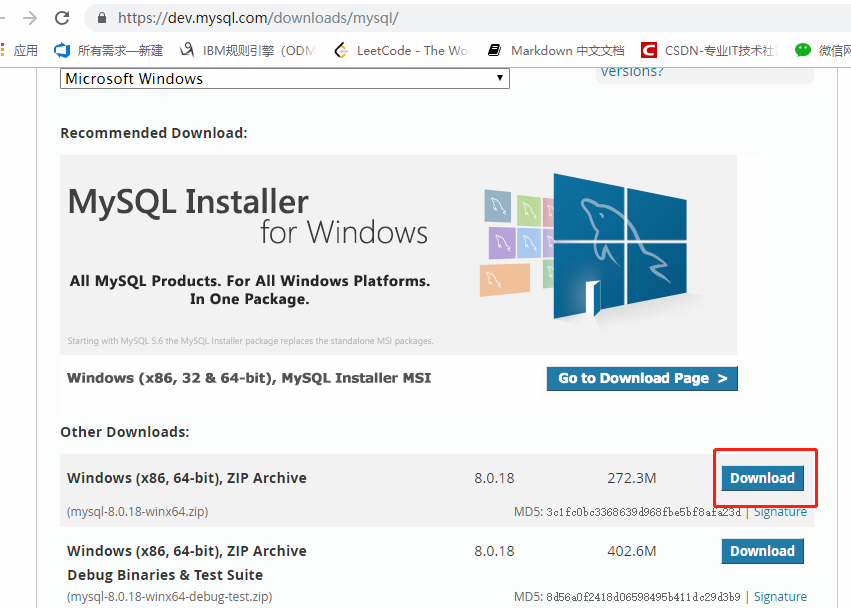 https://dev.mysql.com/downloads/mysql/
应用 所有需求—新建 IBM规则引擎（ODM LeetCode - The Wo Markdown 中文文档 CSDN-专业IT技术社 微信网
Microsoft Windows
versions?
Recommended Download:
MySQL Installer
for Windows
All MySQL Products. For All Windows Platforms.
In One Package.
Starting with MySQL 5.6 the MySQL Installer package replaces the standalone MSI packages.
Windows (x86, 32 & 64-bit), MySQL Installer MSI
Go to Download Page >
Other Downloads:
Windows (x86, 64-bit), ZIP Archive 8.0.18 272.3M Download
(mysql-8.0.18-winx64.zip) MD5: 3c1fc0bc3368639d968fbe5bf8afa23d | Signature
Windows (x86, 64-bit), ZIP Archive 8.0.18 402.6M Download
Debug Binaries & Test Suite
(mysql-8.0.18-winx64-debug-test.zip) MD5: 8d56a0f2418d06598495b411dc29d3b9 | Signature